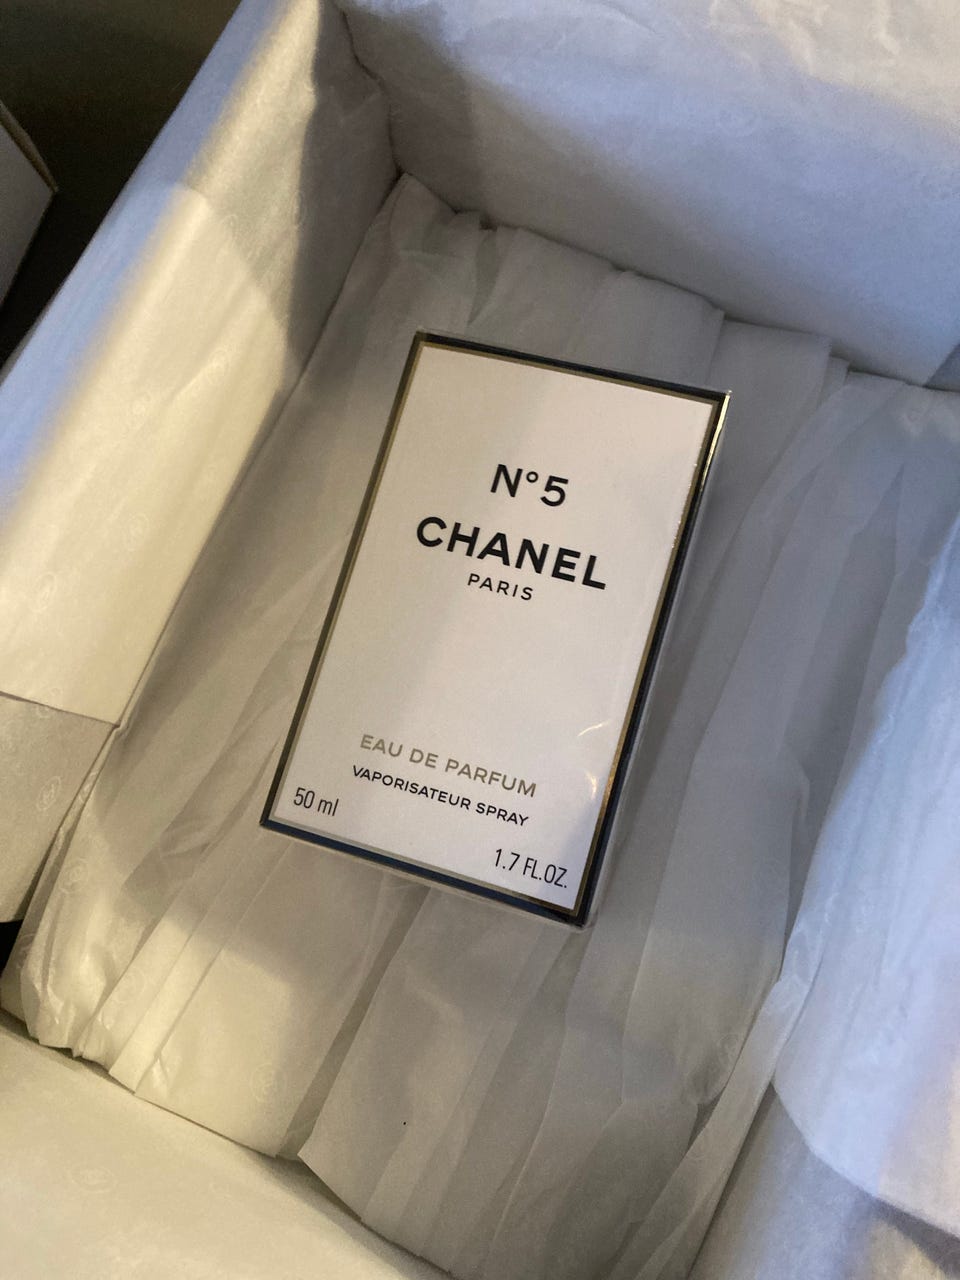 N°5
CHANEL
PARIS
EAU DE PARFUM
VAPORISATEUR SPRAY
50 ml
1.7 FL.OZ.